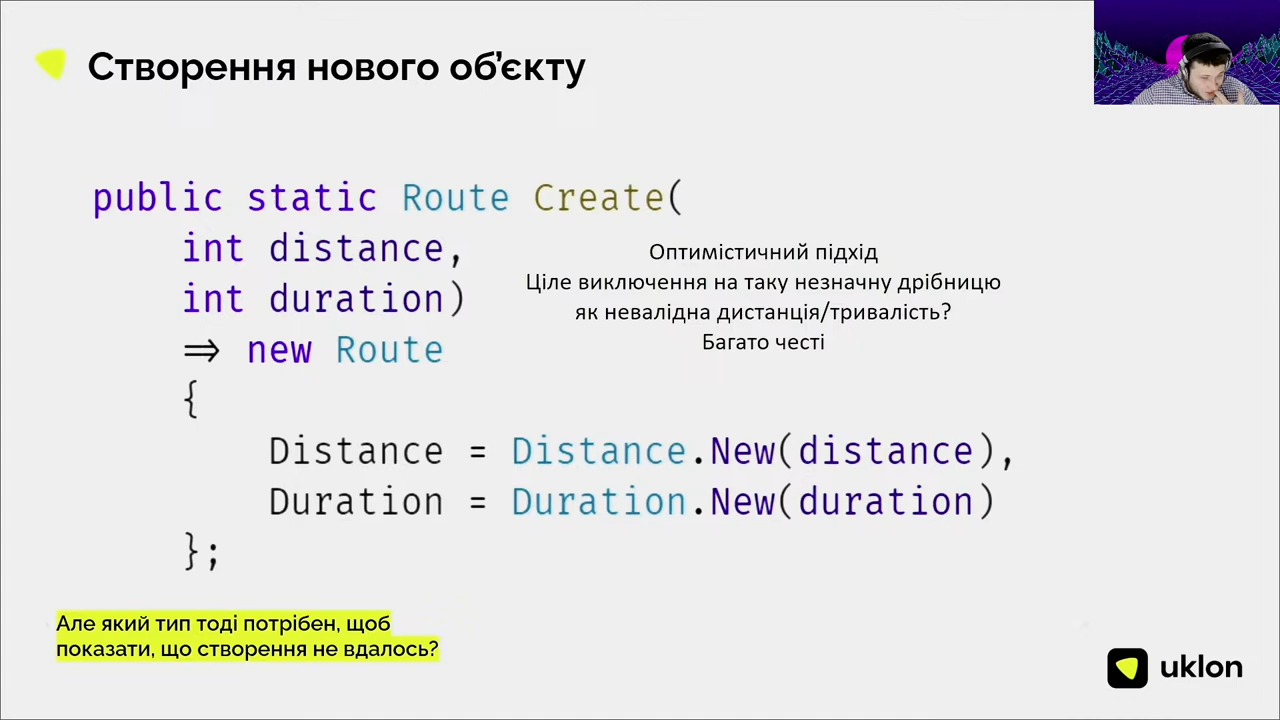 Створення нового об’єкту
public static Route Create(
int distance,
int duration)
=> new Route
{
Distance = Distance.New(distance),
Duration = Duration.New(duration)
};
Оптимістичний підхід
Ціле виключення на таку незначну дрібницю
як невалідна дистанція/тривалість?
Багато честі
Але який тип тоді потрібен, щоб
показати, що створення не вдалось?
uklon